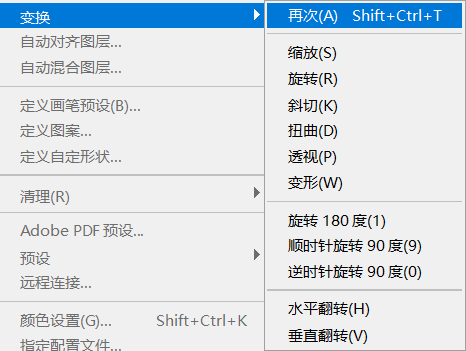 变换
自动对齐图层...
自动混合图层...
定义画笔预设(B)...
定义图案...
定义自定形状...
清理(R)
Adobe PDF 预设...
预设
远程连接...
颜色设置(G)... Shift+Ctrl+K
指定配置文件...
再次(A) Shift+Ctrl+T
缩放(S)
旋转(R)
斜切(K)
扭曲(D)
透视(P)
变形(W)
旋转 180 度(1)
顺时针旋转 90 度(9)
逆时针旋转 90 度(0)
水平翻转(H)
垂直翻转(V)